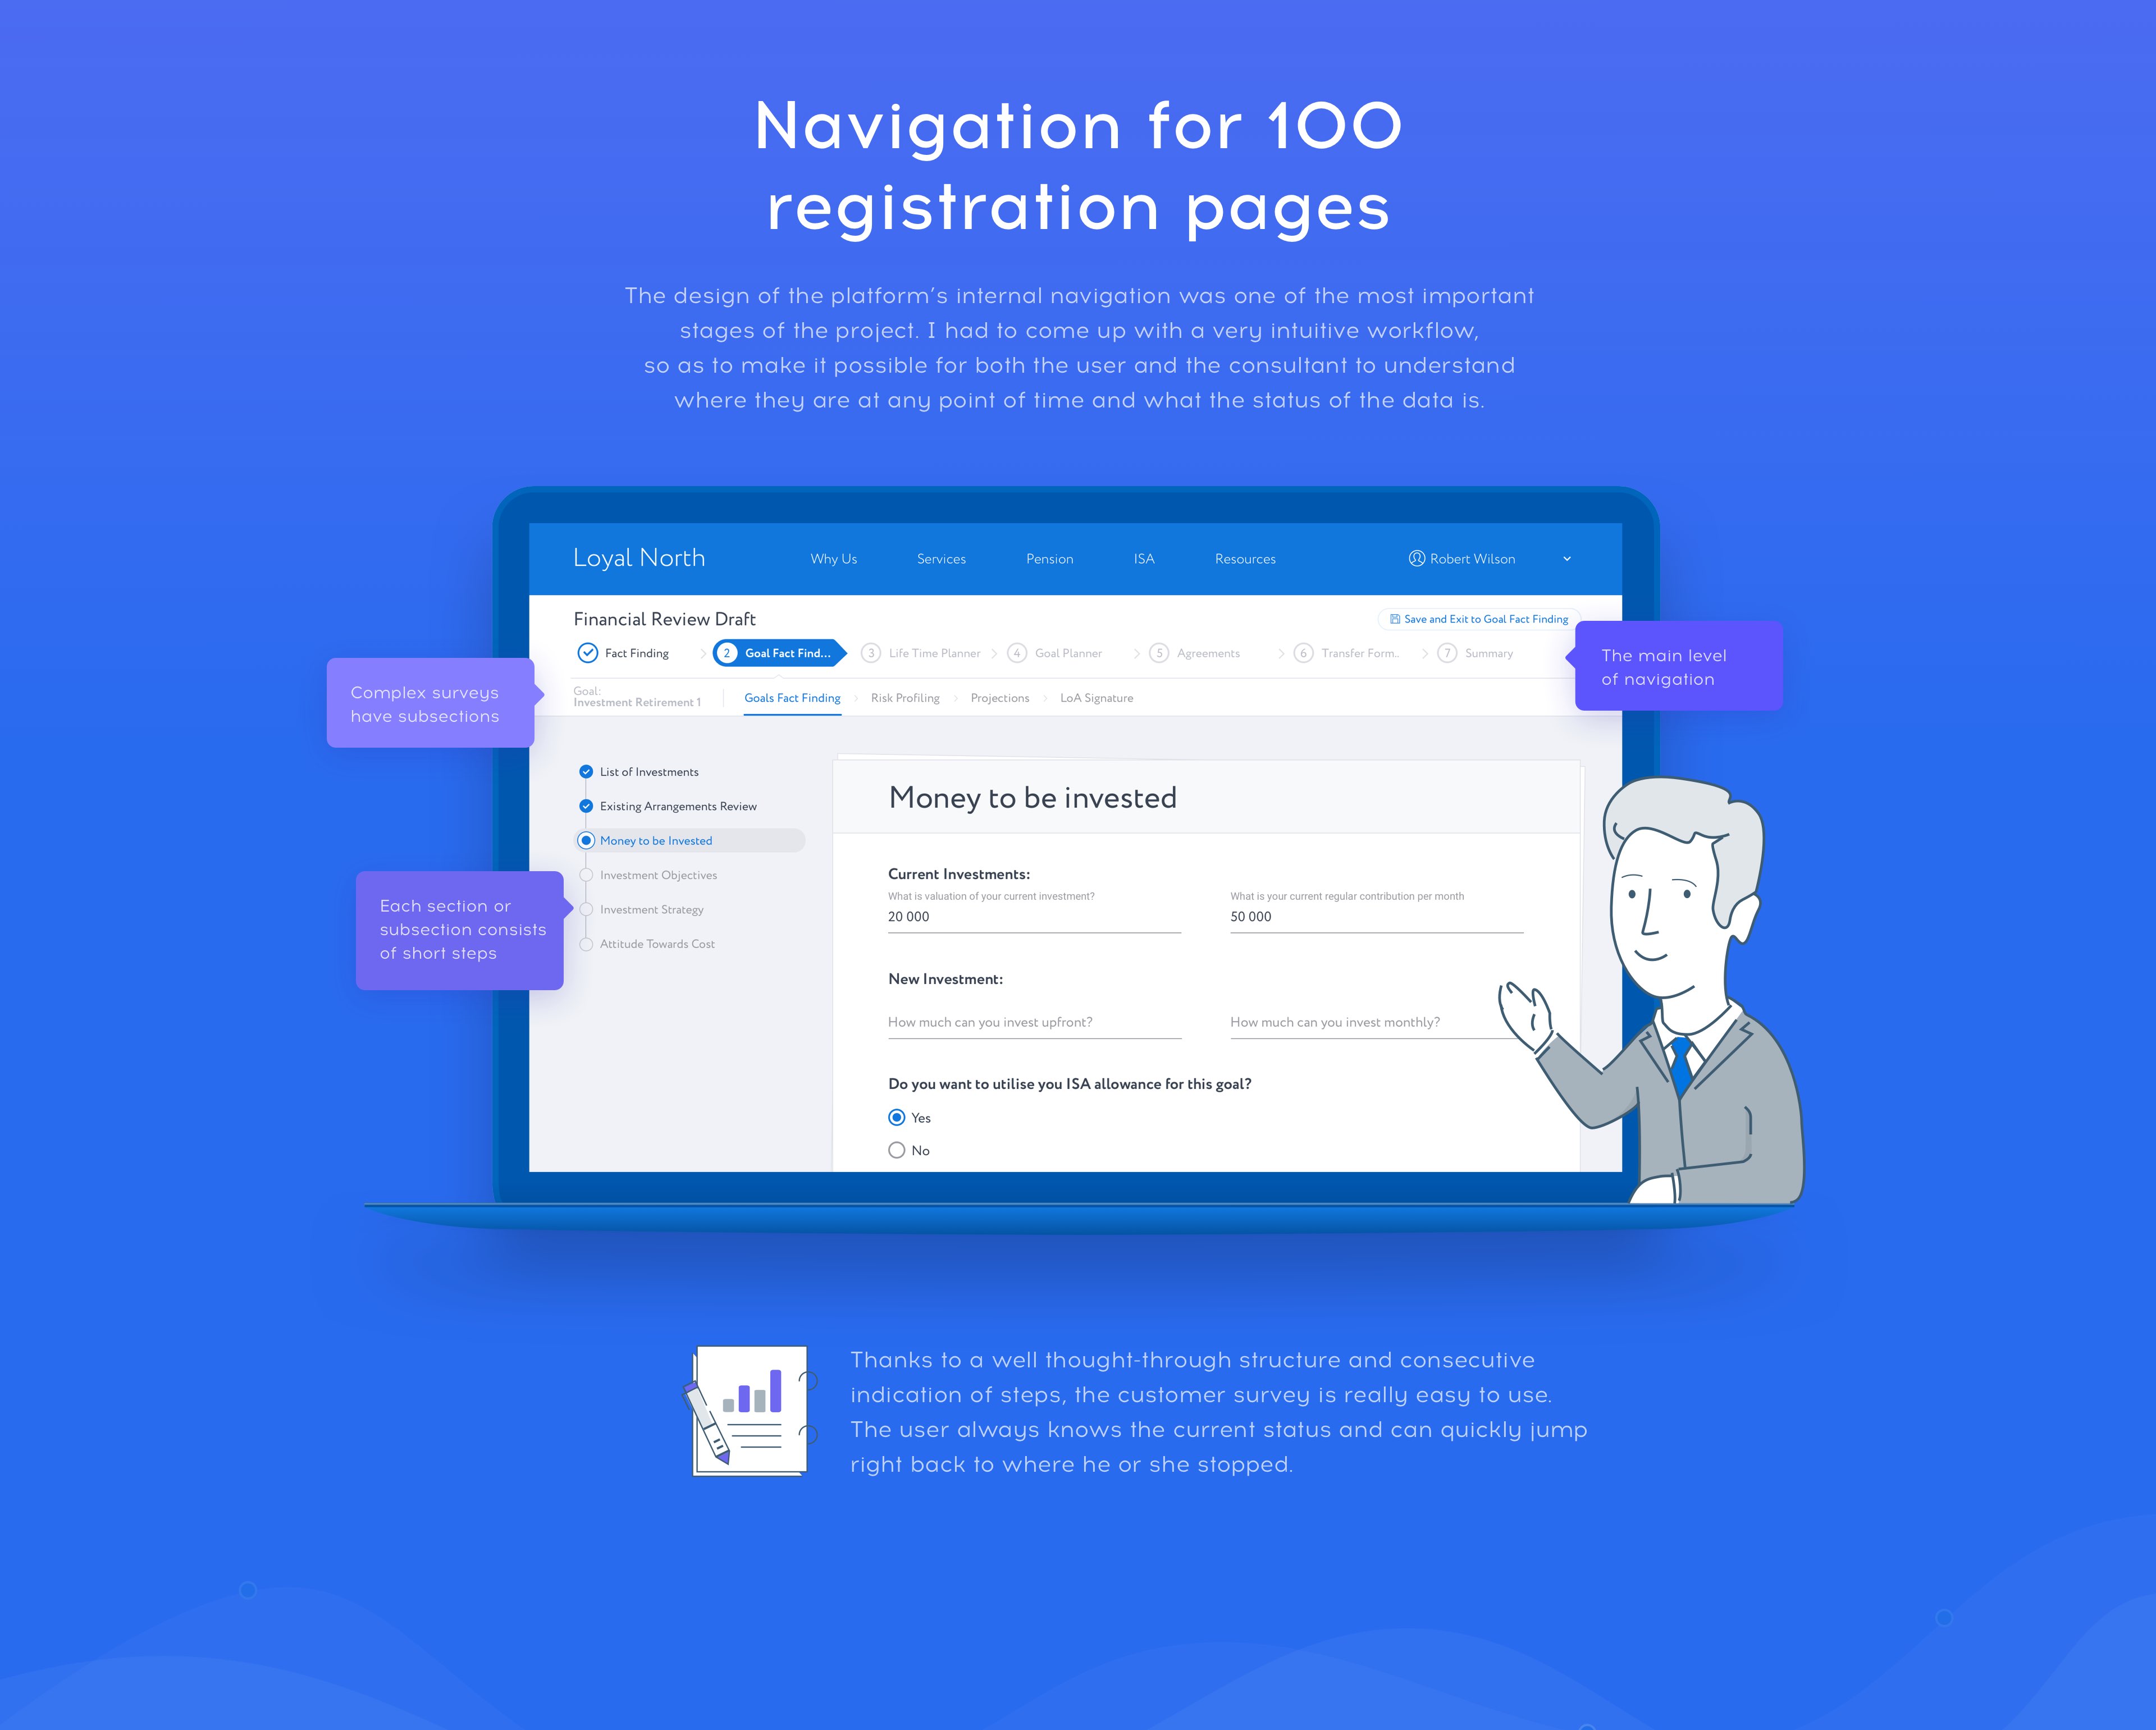 Navigation for 100
registration pages
The design of the platform’s internal navigation was one of the most important
stages of the project. I had to come up with a very intuitive workflow,
so as to make it possible for both the user and the consultant to understand
where they are at any point of time and what the status of the data is.
Loyal North
Why Us
Services
Pension
ISA
Resources
Robert Wilson
Financial Review Draft
Save and Exit to Goal Fact Finding
Fact Finding
2 Goal Fact Find...
3 Life Time Planner
4 Goal Planner
5 Agreements
6 Transfer Form..
7 Summary
The main level
of navigation
Complex surveys
have subsections
Goal:
Investment Retirement 1
Goals Fact Finding
Risk Profiling
Projections
LoA Signature
List of Investments
Existing Arrangements Review
Money to be Invested
Investment Objectives
Investment Strategy
Attitude Towards Cost
Each section or
subsection consists
of short steps
Money to be invested
Current Investments:
What is valuation of your current investment?
20 000
What is your current regular contribution per month
50 000
New Investment:
How much can you invest upfront?
How much can you invest monthly?
Do you want to utilise you ISA allowance for this goal?
Yes
No
Thanks to a well thought-through structure and consecutive
indication of steps, the customer survey is really easy to use.
The user always knows the current status and can quickly jump
right back to where he or she stopped.